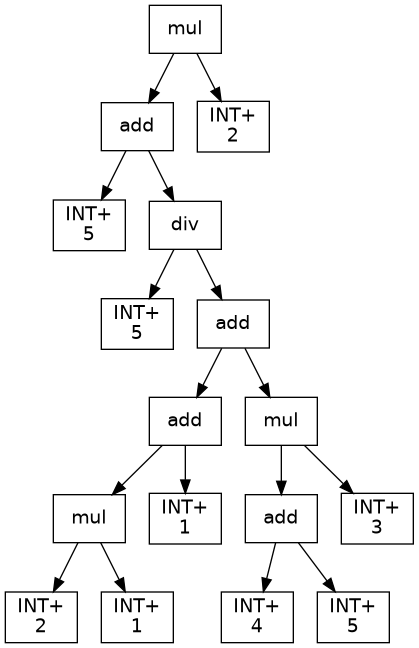 mul
add
INT+
2
INT+
5
div
INT+
5
add
add
mul
mul
INT+
1
add
INT+
3
INT+
2
INT+
1
INT+
4
INT+
5